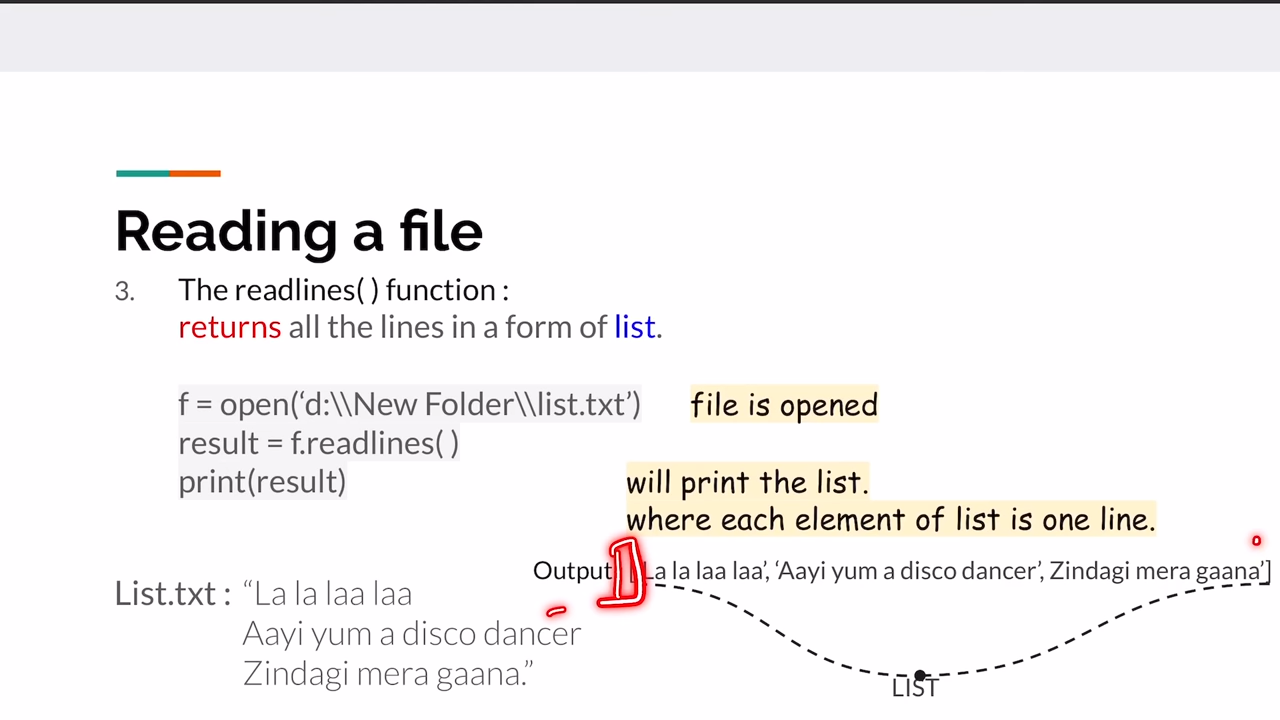 Reading a file
3. The readlines( ) function :
returns all the lines in a form of list.
f = open(‘d:\\New Folder\\list.txt’) file is opened
result = f.readlines( )
print(result) will print the list.
where each element of list is one line.
Output La la laa laa’, ‘Aayi yum a disco dancer’, Zindagi mera gaana’]
List.txt : “La la laa laa
Aayi yum a disco dancer
Zindagi mera gaana.”
LIST